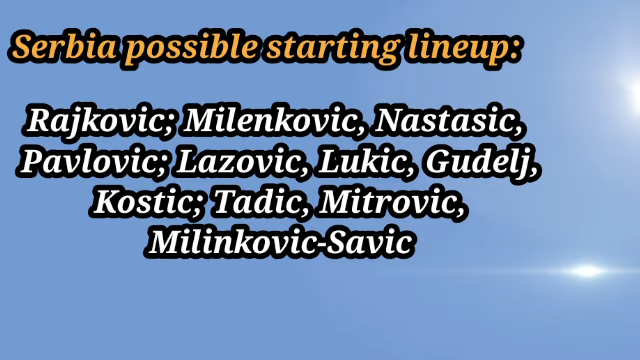 Serbia possible starting lineup:
Rajkovic; Milenkovic, Nastasic,
Pavlovic; Lazovic, Lukic, Gudelj,
Kostic; Tadic, Mitrovic,
Milinkovic-Savic